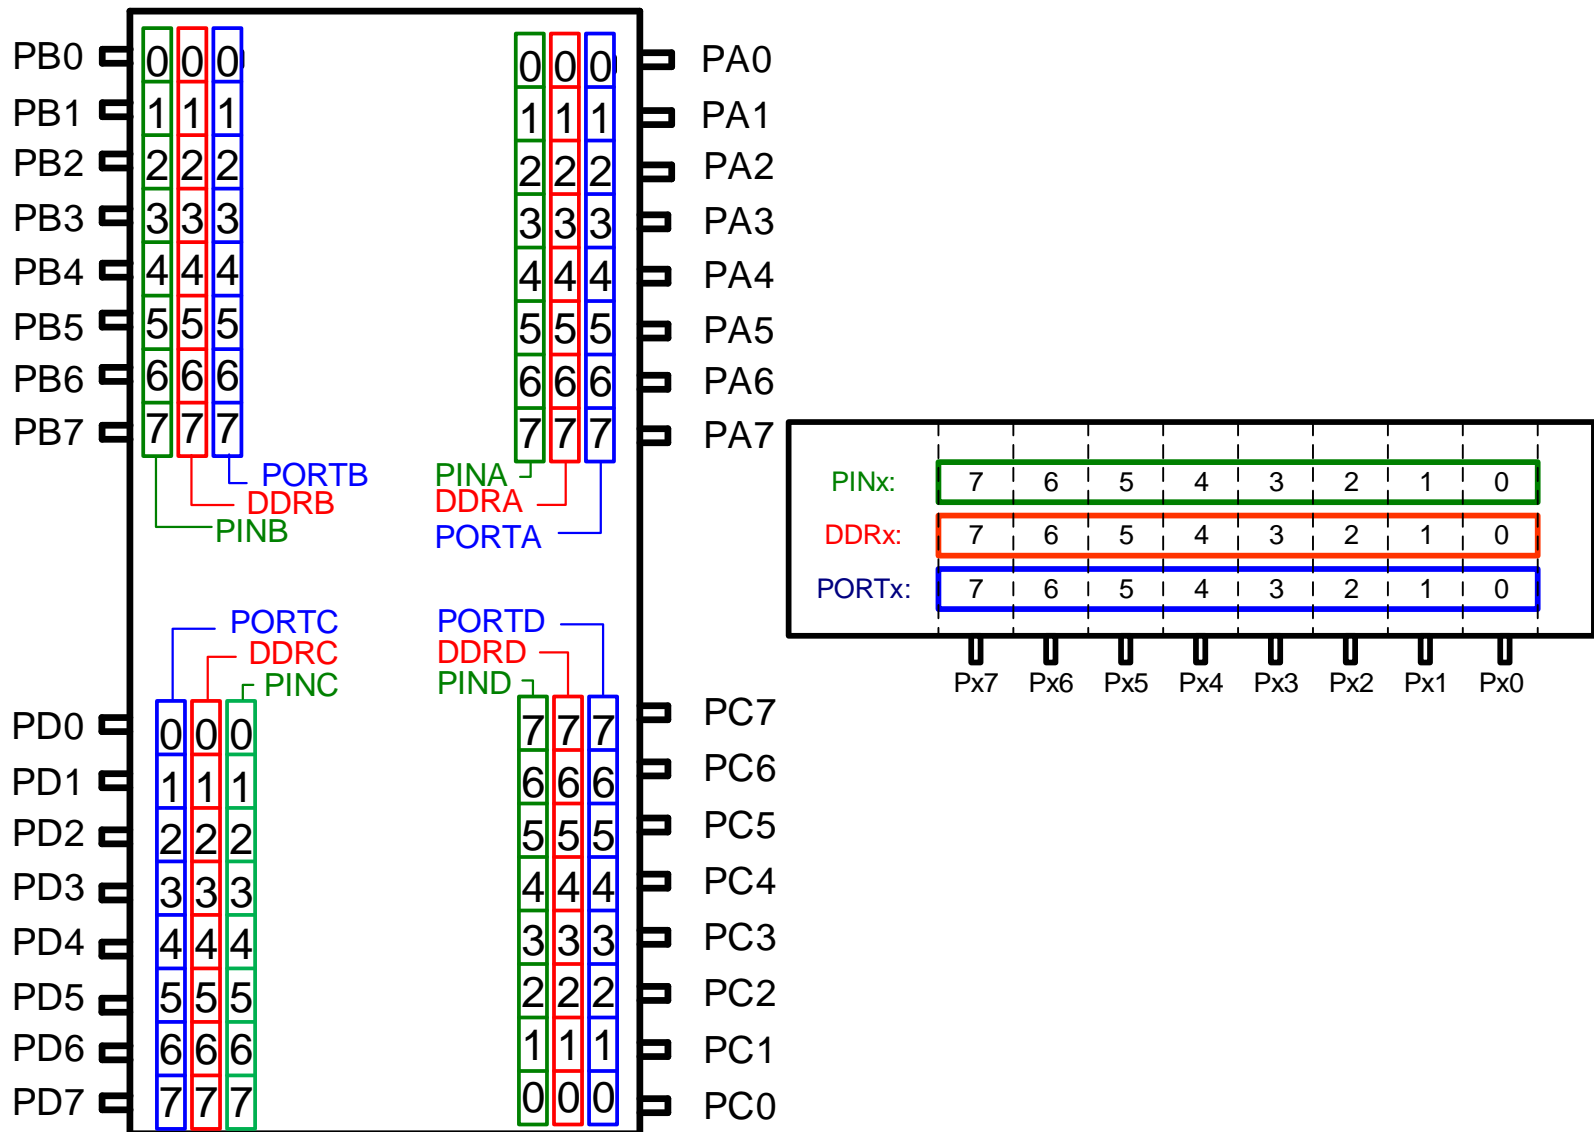 PB0 0 0 0 0 0 0 PA0
PB1 1 1 1 1 1 1 PA1
PB2 2 2 2 2 2 2 PA2
PB3 3 3 3 3 3 3 PA3
PB4 4 4 4 4 4 4 PA4
PB5 5 5 5 5 5 5 PA5
PB6 6 6 6 6 6 6 PA6
PB7 7 7 7 7 7 7 PA7
PORTB PINA
DDRB DDRA
PINB PORTA
PORTC PORTD
DDRC DDRD
PINC PIND
PD0 0 0 0 7 7 7 PC7
PD1 1 1 1 6 6 6 PC6
PD2 2 2 2 5 5 5 PC5
PD3 3 3 3 4 4 4 PC4
PD4 4 4 4 3 3 3 PC3
PD5 5 5 5 2 2 2 PC2
PD6 6 6 6 1 1 1 PC1
PD7 7 7 7 0 0 0 PC0
PINx: 7 6 5 4 3 2 1 0
DDRx: 7 6 5 4 3 2 1 0
PORTx: 7 6 5 4 3 2 1 0
Px7 Px6 Px5 Px4 Px3 Px2 Px1 Px0